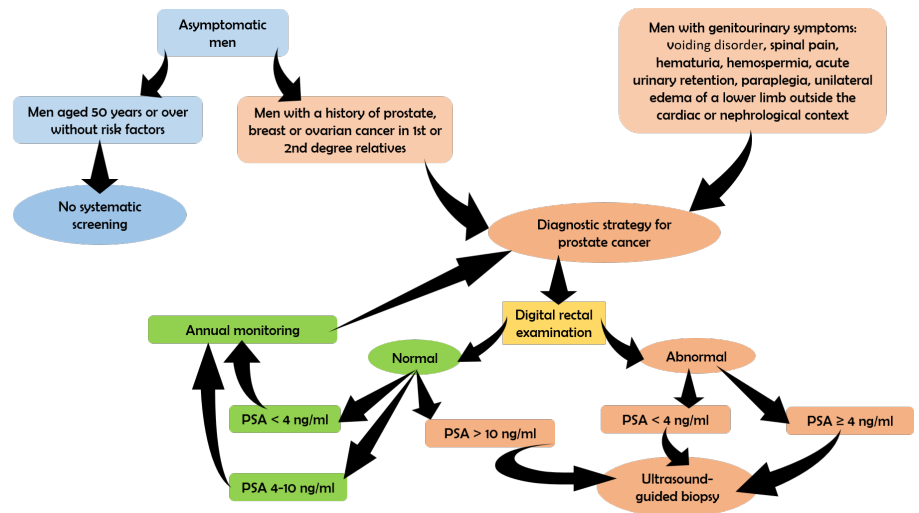 Asymptomatic
men
Men with genitourinary symptoms:
voiding disorder, spinal pain,
hematuria, hemospermia, acute
urinary retention, paraplegia, unilateral
edema of a lower limb outside the
cardiac or nephrological context
Men aged 50 years or over
without risk factors
Men with a history of prostate,
breast or ovarian cancer in 1st or
2nd degree relatives
No systematic
screening
Diagnostic strategy for
prostate cancer
Annual monitoring
Digital rectal
examination
Normal
Abnormal
PSA < 4 ng/ml
PSA > 10 ng/ml
PSA < 4 ng/ml
PSA ≥ 4 ng/ml
PSA 4-10 ng/ml
Ultrasound-
guided biopsy